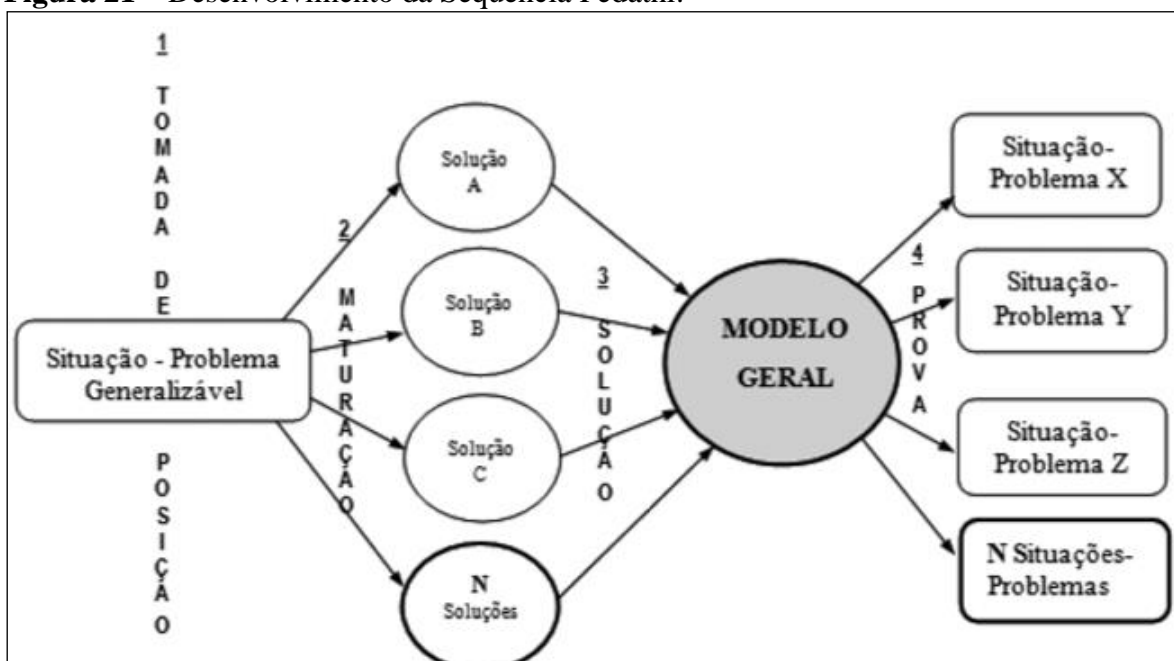 Figura 21 – Desenvolvimento da Sequência Fedathi.
1 TOMADA DE POSIÇÃO
Situação - Problema
Generalizável
2 MATURAÇÃO
Solução
A
Solução
B
Solução
C
N
Soluções
3 SOLUÇÃO
MODELO
GERAL
4 PROVA
Situação-
Problema X
Situação-
Problema Y
Situação-
Problema Z
N Situações-
Problemas